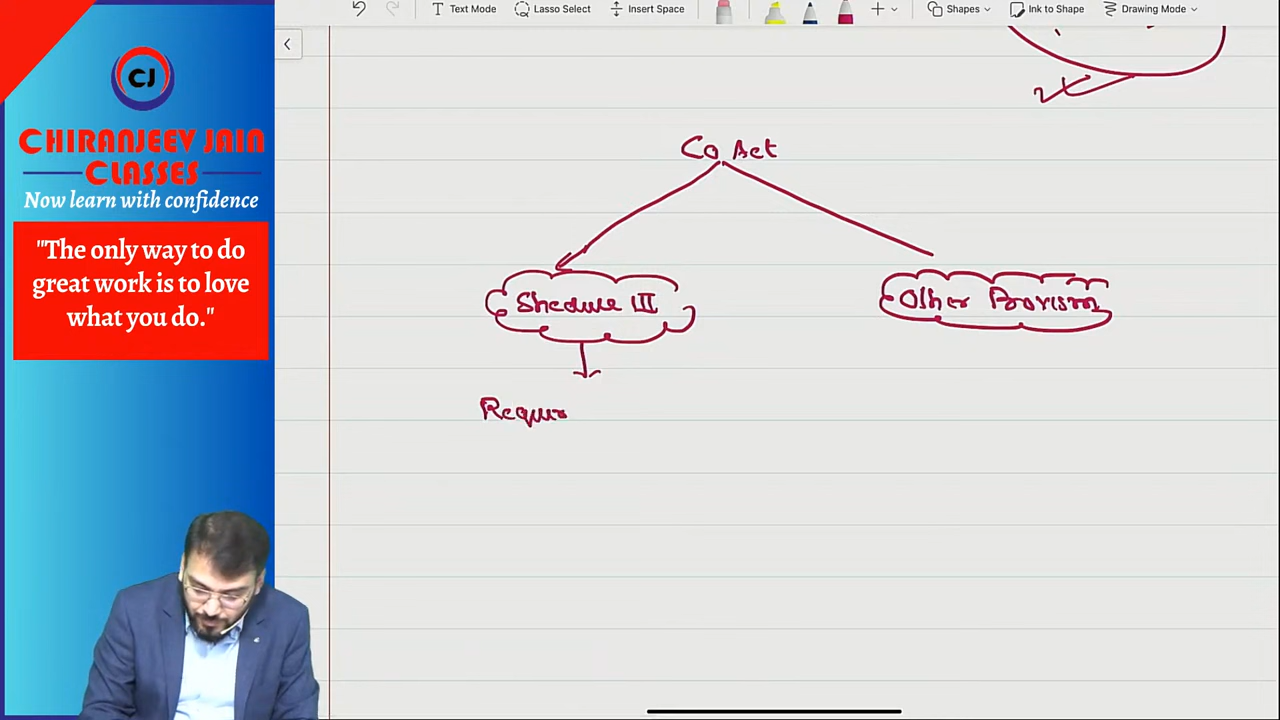 Text Mode Lasso Select Insert Space Shapes Ink to Shape Drawing Mode
CJ
CHIRANJEEV JAIN
CLASSES
Now learn with confidence
"The only way to do
great work is to love
what you do."
Co Act
Shedule III
Other Provision
Requir